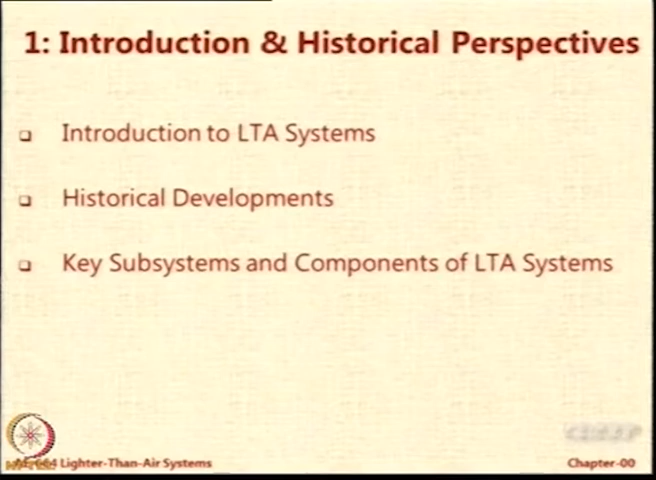 1: Introduction & Historical Perspectives
Introduction to LTA Systems
Historical Developments
Key Subsystems and Components of LTA Systems
Lighter-Than-Air Systems
Chapter-00